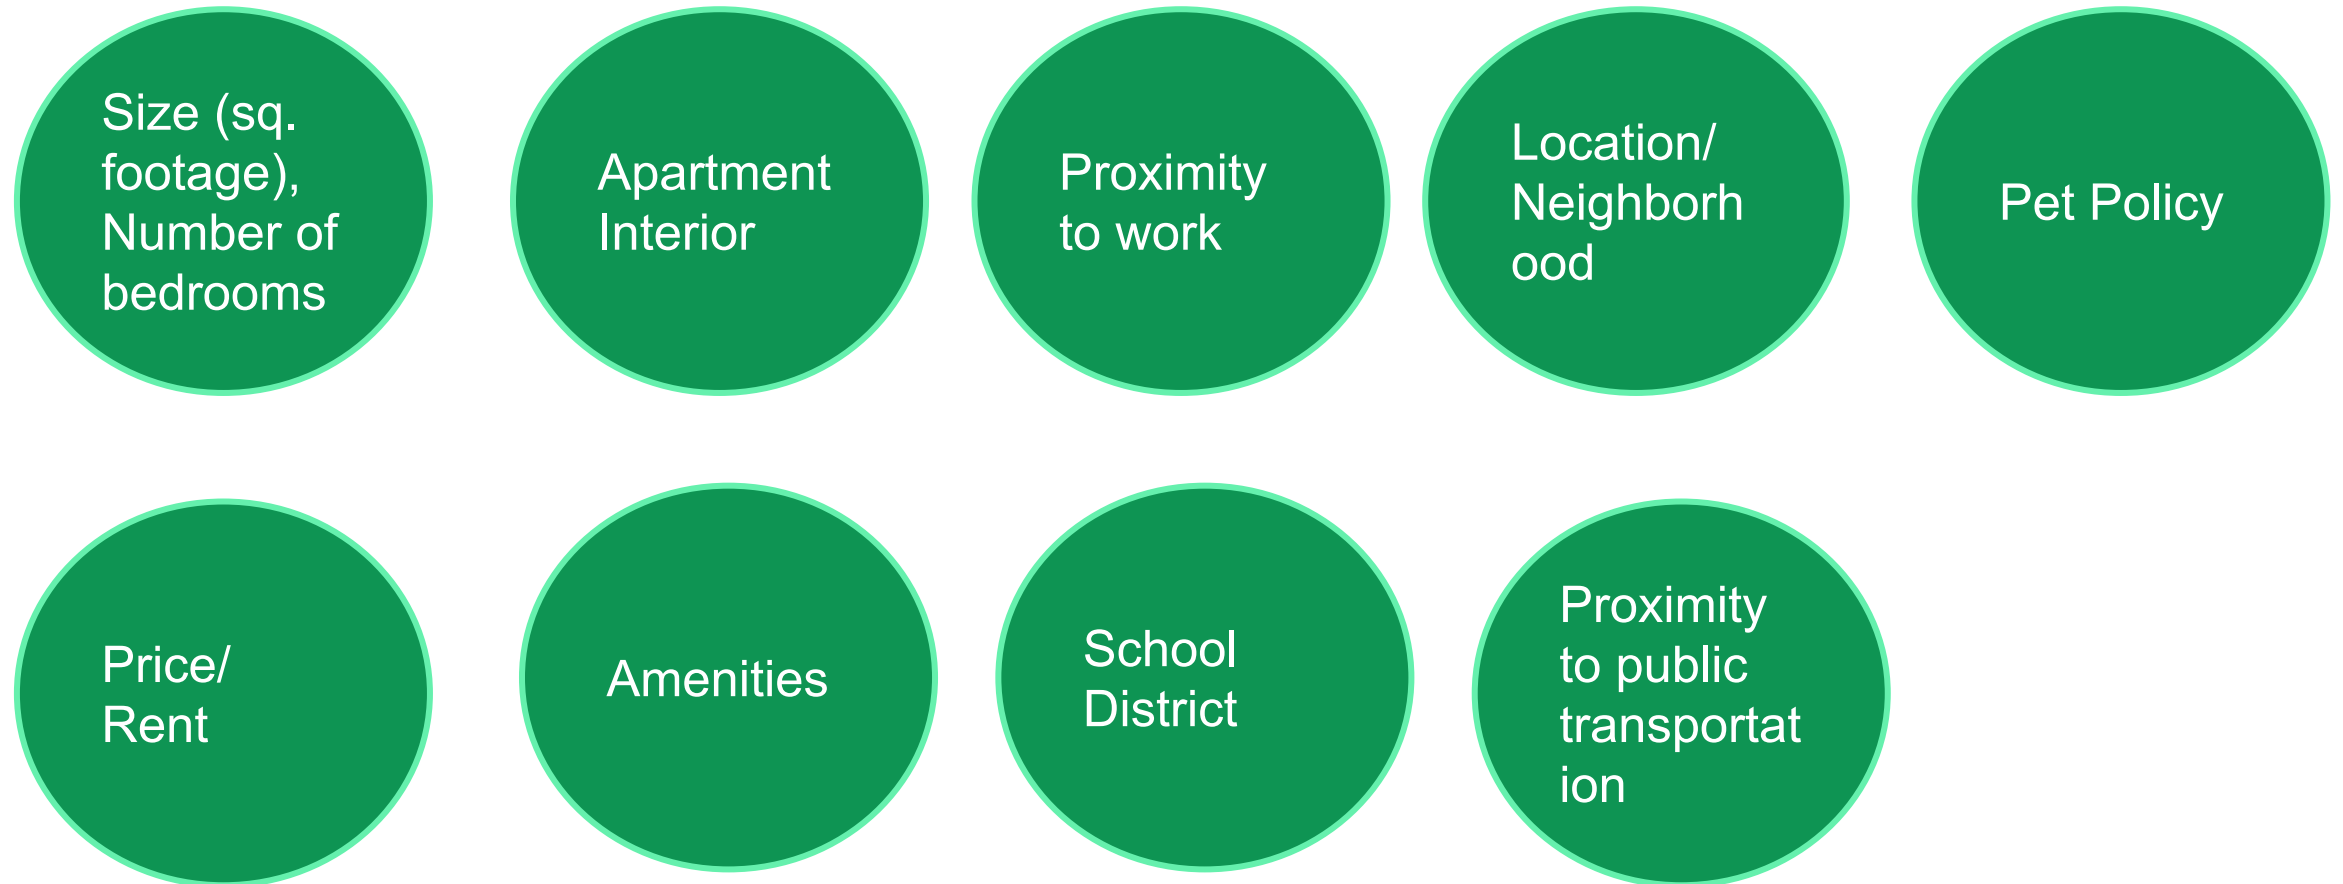 Size (sq.
footage),
Number of
bedrooms
Apartment
Interior
Proximity
to work
Location/
Neighborh
ood
Pet Policy
Price/
Rent
Amenities
School
District
Proximity
to public
transportat
ion